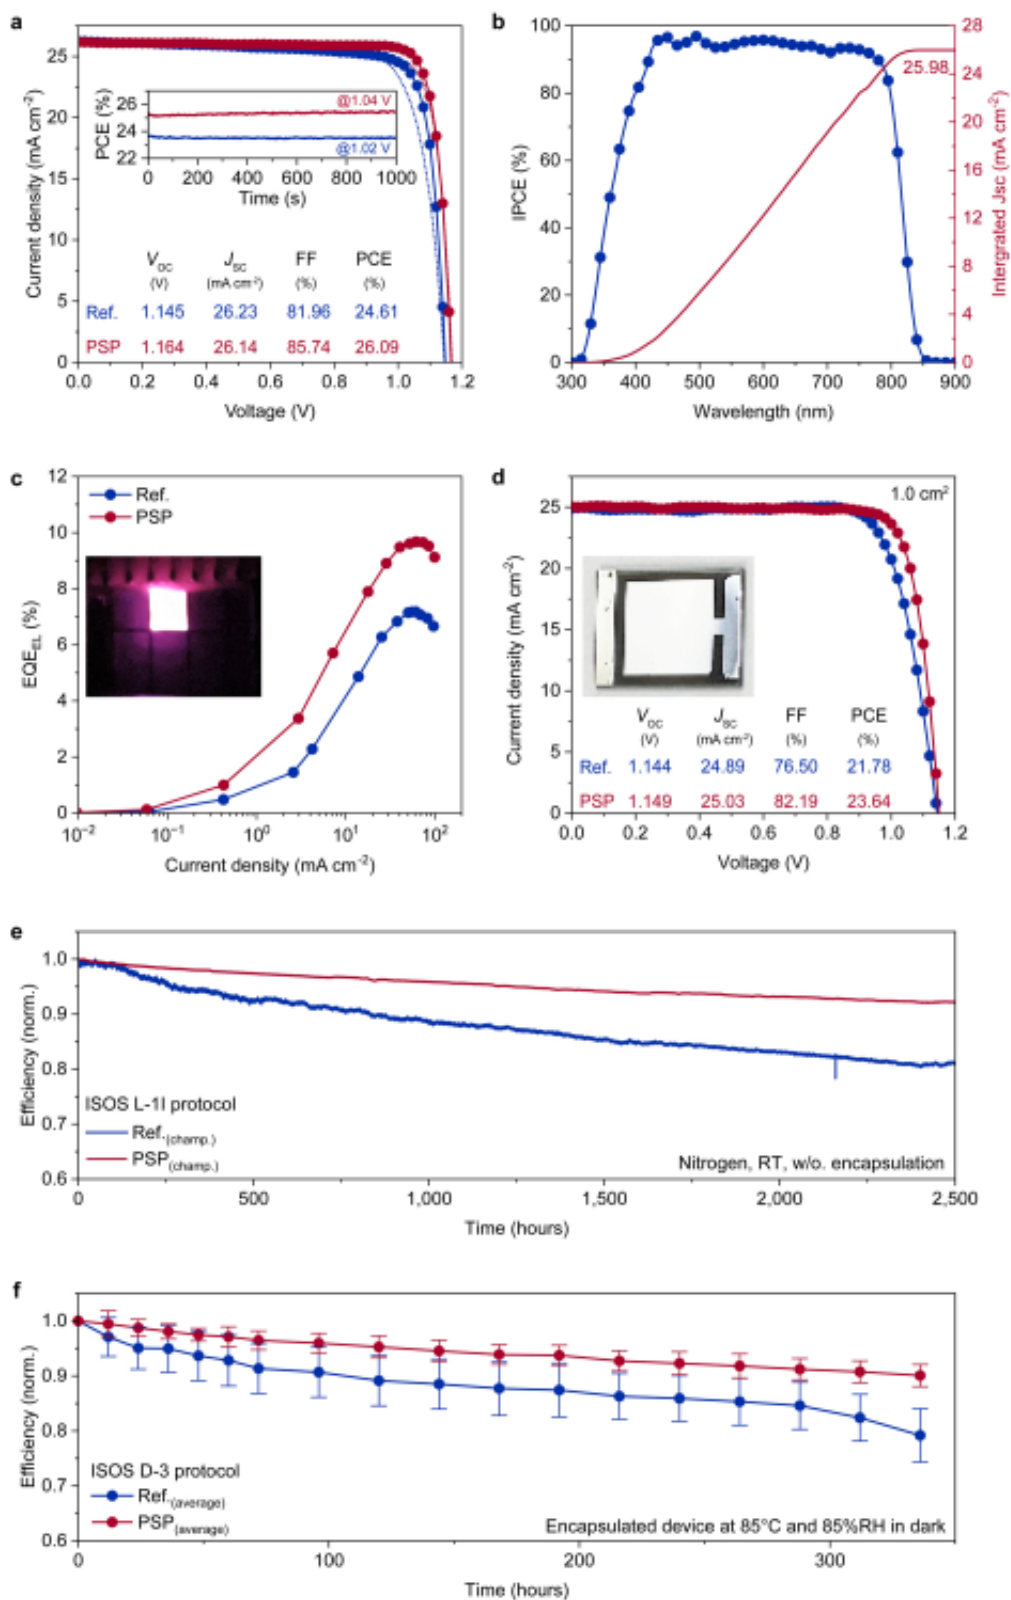 a
Current density (mA cm⁻²)
25
20
15
10
5
0
0.0 0.2 0.4 0.6 0.8 1.0 1.2
Voltage (V)
PCE (%)
26
24
22
@1.04 V
@1.02 V
0 200 400 600 800 1000
Time (s)
V_OC J_SC FF PCE
(V) (mA cm⁻²) (%) (%)
Ref. 1.145 26.23 81.96 24.61
PSP 1.164 26.14 85.74 26.09
b
IPCE (%)
100
80
60
40
20
0
300 400 500 600 700 800 900
Wavelength (nm)
28
24
20
16
12
8
4
0
Intergrated Jsc (mA cm⁻²)
25.98
c
EQE_EL (%)
12
10
8
6
4
2
0
Ref.
PSP
10⁻² 10⁻¹ 10⁰ 10¹ 10²
Current density (mA cm⁻²)
d
1.0 cm²
Current density (mA cm⁻²)
25
20
15
10
5
0
V_OC J_SC FF PCE
(V) (mA cm⁻²) (%) (%)
Ref. 1.144 24.89 76.50 21.78
PSP 1.149 25.03 82.19 23.64
0.0 0.2 0.4 0.6 0.8 1.0 1.2
Voltage (V)
e
Efficiency (norm.)
1.0
0.9
0.8
0.7
0.6
ISOS L-1I protocol
Ref.(champ.)
PSP(champ.)
Nitrogen, RT, w/o. encapsulation
0 500 1,000 1,500 2,000 2,500
Time (hours)
f
Efficiency (norm.)
1.0
0.9
0.8
0.7
0.6
ISOS D-3 protocol
Ref.(average)
PSP(average)
Encapsulated device at 85°C and 85%RH in dark
0 100 200 300
Time (hours)